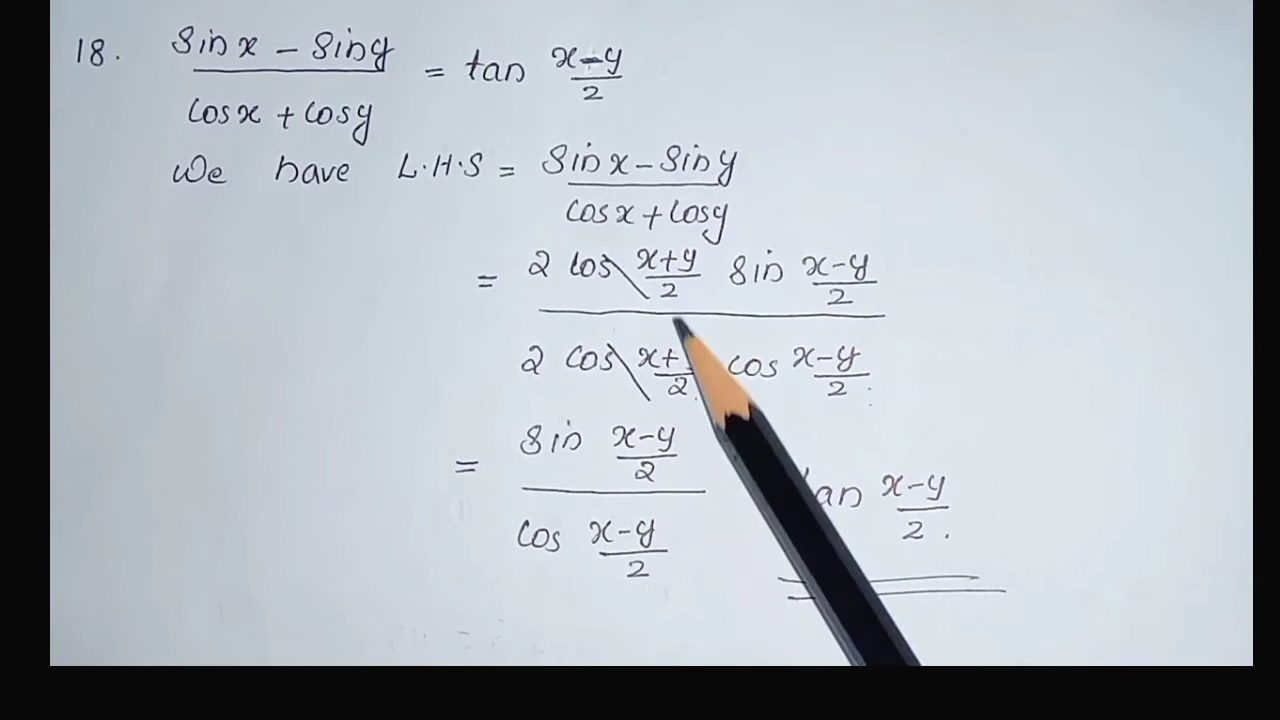 18. (sin x − sin y)/(cos x + cos y) = tan (x−y)/2
We have L.H.S = (sin x − sin y)/(cos x + cos y)
= (2 cos (x+y)/2 sin (x−y)/2)/(2 cos (x+ /2 cos (x−y)/2)
= (sin (x−y)/2)/(cos (x−y)/2) (x−y)/2.